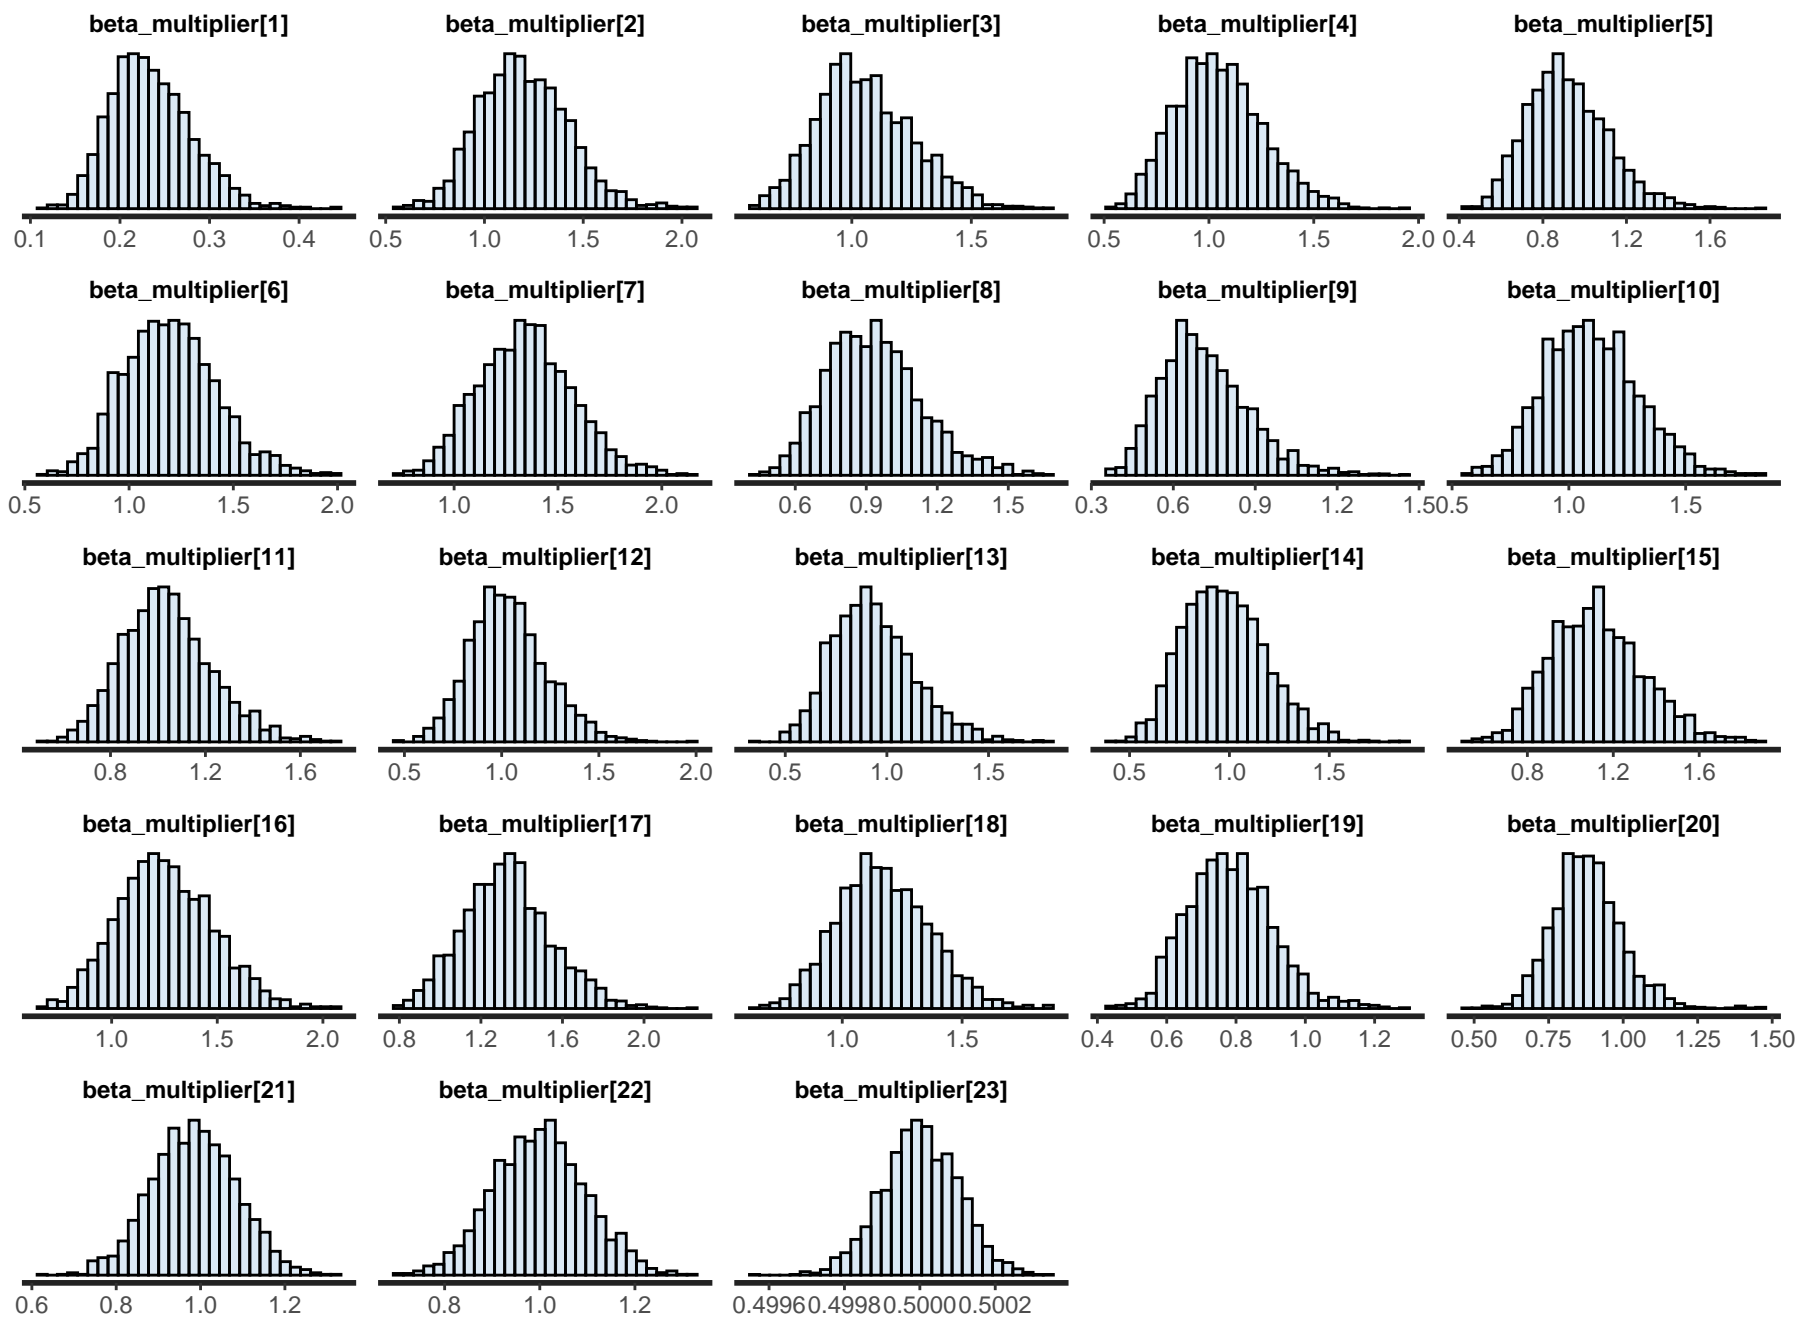 beta_multiplier[1] beta_multiplier[2] beta_multiplier[3] beta_multiplier[4] beta_multiplier[5]
0.1 0.2 0.3 0.4 0.5 1.0 1.5 2.0 1.0 1.5 0.5 1.0 1.5 2.0 0.4 0.8 1.2 1.6
beta_multiplier[6] beta_multiplier[7] beta_multiplier[8] beta_multiplier[9] beta_multiplier[10]
0.5 1.0 1.5 2.0 1.0 1.5 2.0 0.6 0.9 1.2 1.5 0.3 0.6 0.9 1.2 1.5 0.5 1.0 1.5
beta_multiplier[11] beta_multiplier[12] beta_multiplier[13] beta_multiplier[14] beta_multiplier[15]
0.8 1.2 1.6 0.5 1.0 1.5 2.0 0.5 1.0 1.5 0.5 1.0 1.5 0.8 1.2 1.6
beta_multiplier[16] beta_multiplier[17] beta_multiplier[18] beta_multiplier[19] beta_multiplier[20]
1.0 1.5 2.0 0.8 1.2 1.6 2.0 1.0 1.5 0.4 0.6 0.8 1.0 1.2 0.50 0.75 1.00 1.25 1.50
beta_multiplier[21] beta_multiplier[22] beta_multiplier[23]
0.6 0.8 1.0 1.2 0.8 1.0 1.2 0.4996 0.4998 0.5000 0.5002